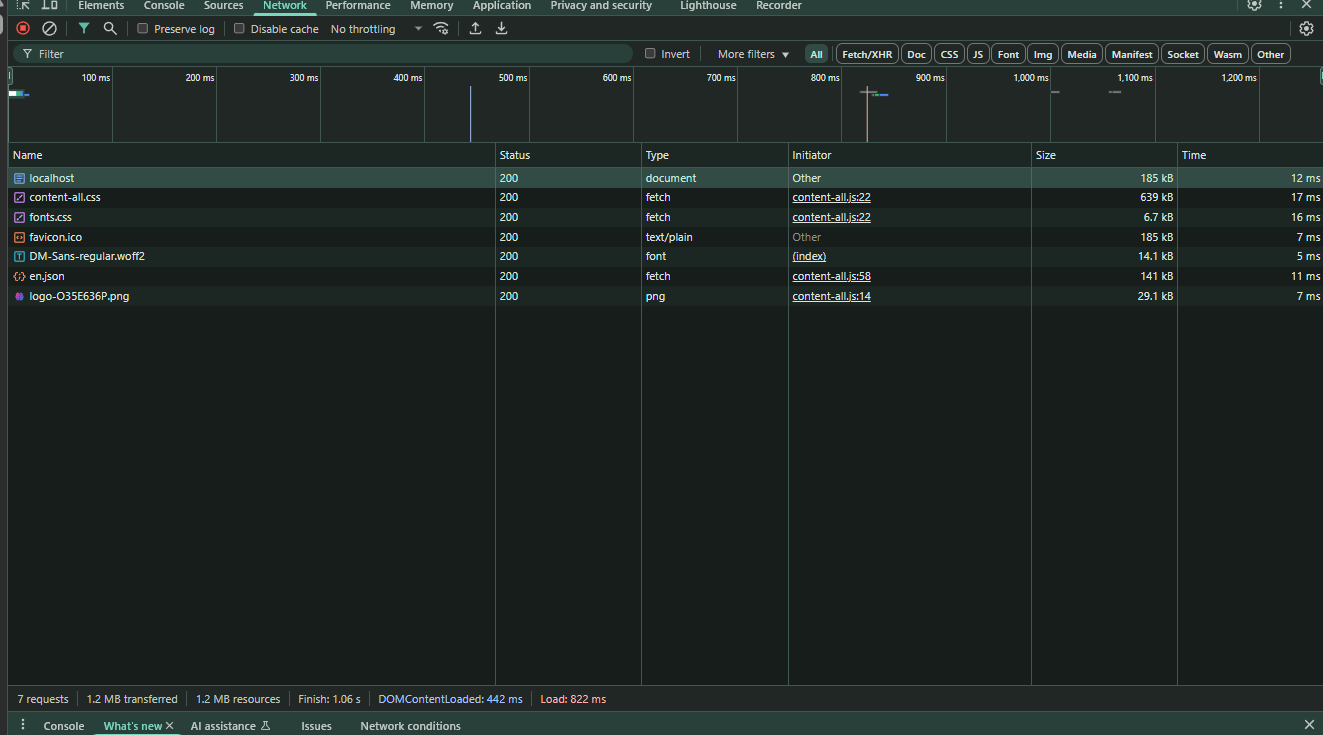 Elements Console Sources Network Performance Memory Application Privacy and security Lighthouse Recorder
Preserve log Disable cache No throttling
Filter Invert More filters All Fetch/XHR Doc CSS JS Font Img Media Manifest Socket Wasm Other
100 ms 200 ms 300 ms 400 ms 500 ms 600 ms 700 ms 800 ms 900 ms 1,000 ms 1,100 ms 1,200 ms
Name Status Type Initiator Size Time
localhost 200 document Other 185 kB 12 ms
content-all.css 200 fetch content-all.js:22 639 kB 17 ms
fonts.css 200 fetch content-all.js:22 6.7 kB 16 ms
favicon.ico 200 text/plain Other 185 kB 7 ms
DM-Sans-regular.woff2 200 font (index) 14.1 kB 5 ms
en.json 200 fetch content-all.js:58 141 kB 11 ms
logo-O35E636P.png 200 png content-all.js:14 29.1 kB 7 ms
7 requests 1.2 MB transferred 1.2 MB resources Finish: 1.06 s DOMContentLoaded: 442 ms Load: 822 ms
Console What's new AI assistance Issues Network conditions